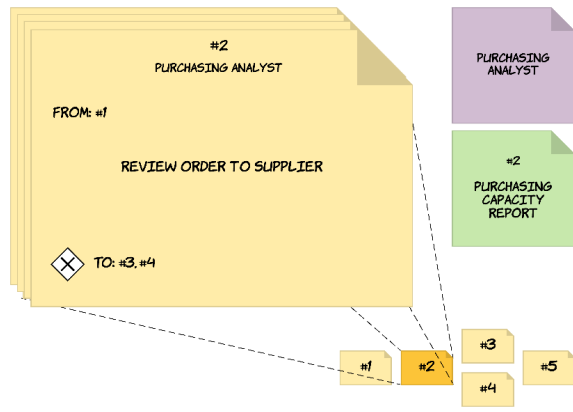 #2
PURCHASING ANALYST
FROM: #1
REVIEW ORDER TO SUPPLIER
TO: #3, #4
PURCHASING
ANALYST
#2
PURCHASING
CAPACITY
REPORT
#1
#2
#3
#4
#5